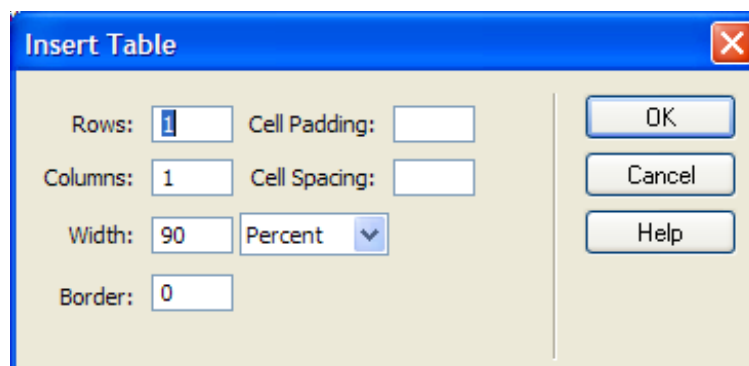 Insert Table
Rows: 1 Cell Padding: OK
Columns: 1 Cell Spacing: Cancel
Width: 90 Percent Help
Border: 0